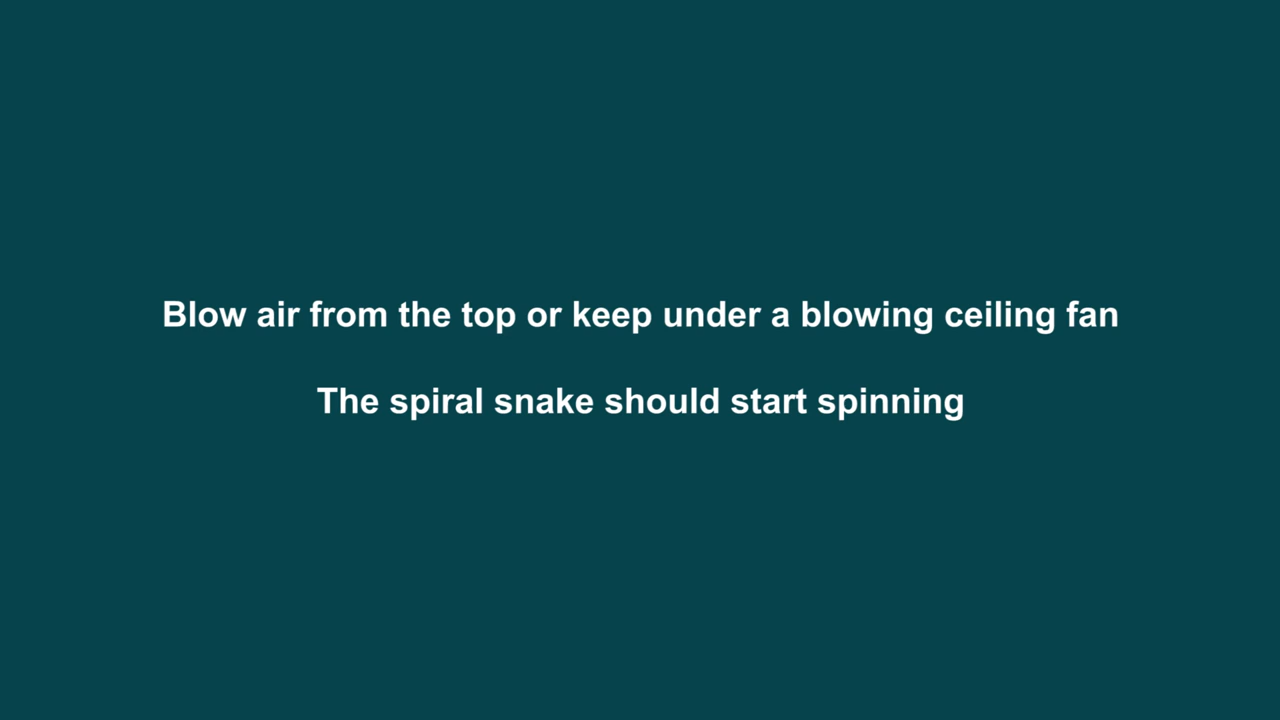 Blow air from the top or keep under a blowing ceiling fan
The spiral snake should start spinning